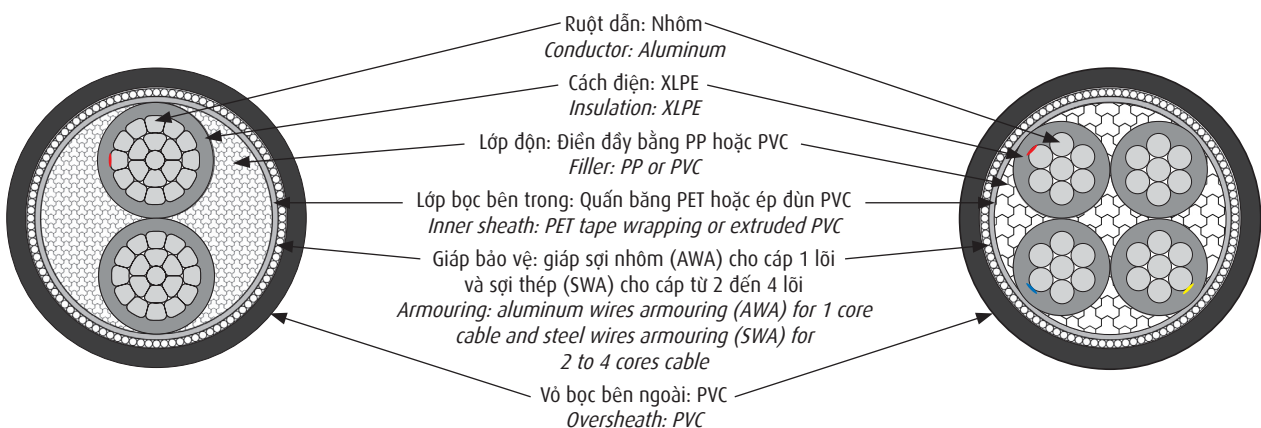 Ruột dẫn: Nhôm
Conductor: Aluminum
Cách điện: XLPE
Insulation: XLPE
Lớp độn: Điền đầy bằng PP hoặc PVC
Filler: PP or PVC
Lớp bọc bên trong: Quấn băng PET hoặc ép đùn PVC
Inner sheath: PET tape wrapping or extruded PVC
Giáp bảo vệ: giáp sợi nhôm (AWA) cho cáp 1 lõi
và sợi thép (SWA) cho cáp từ 2 đến 4 lõi
Armouring: aluminum wires armouring (AWA) for 1 core
cable and steel wires armouring (SWA) for
2 to 4 cores cable
Vỏ bọc bên ngoài: PVC
Oversheath: PVC